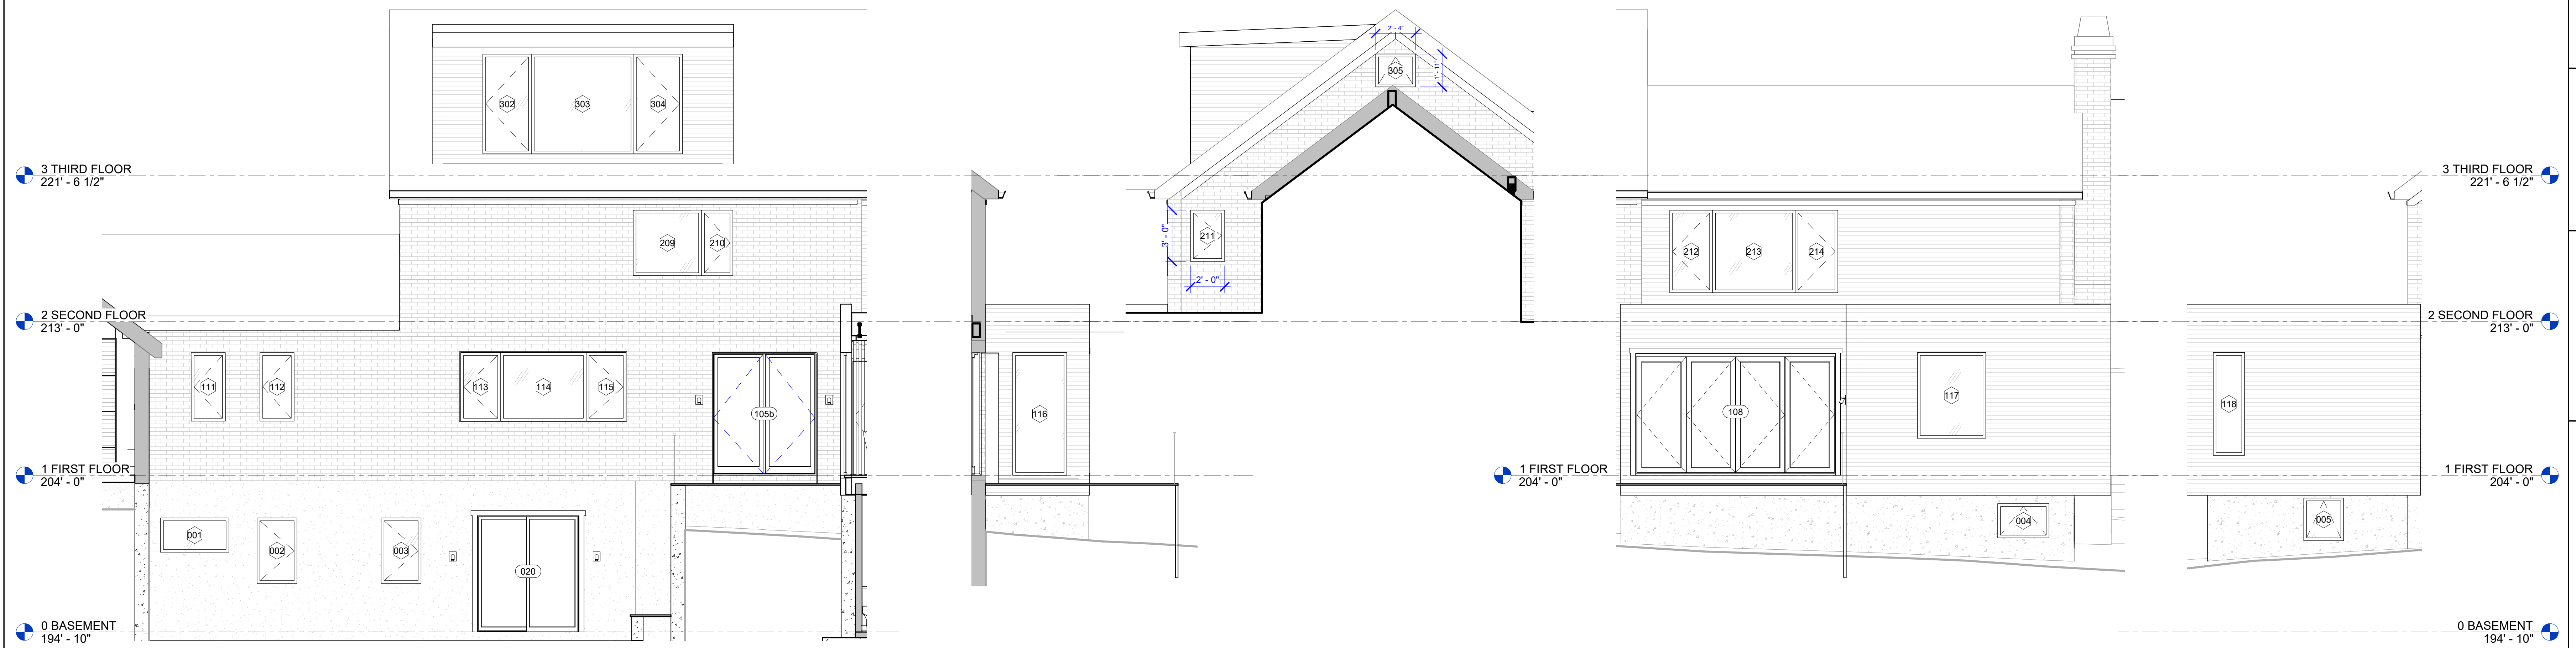 2' - 4"
1' - 11"
302
303
304
305
3 THIRD FLOOR
221' - 6 1/2"
3 THIRD FLOOR
221' - 6 1/2"
209
210
3' - 0"
211
2' - 0"
212
213
214
2 SECOND FLOOR
213' - 0"
2 SECOND FLOOR
213' - 0"
111
112
113
114
115
105b
116
108
117
118
1 FIRST FLOOR
204' - 0"
1 FIRST FLOOR
204' - 0"
1 FIRST FLOOR
204' - 0"
001
002
003
020
004
005
0 BASEMENT
194' - 10"
0 BASEMENT
194' - 10"